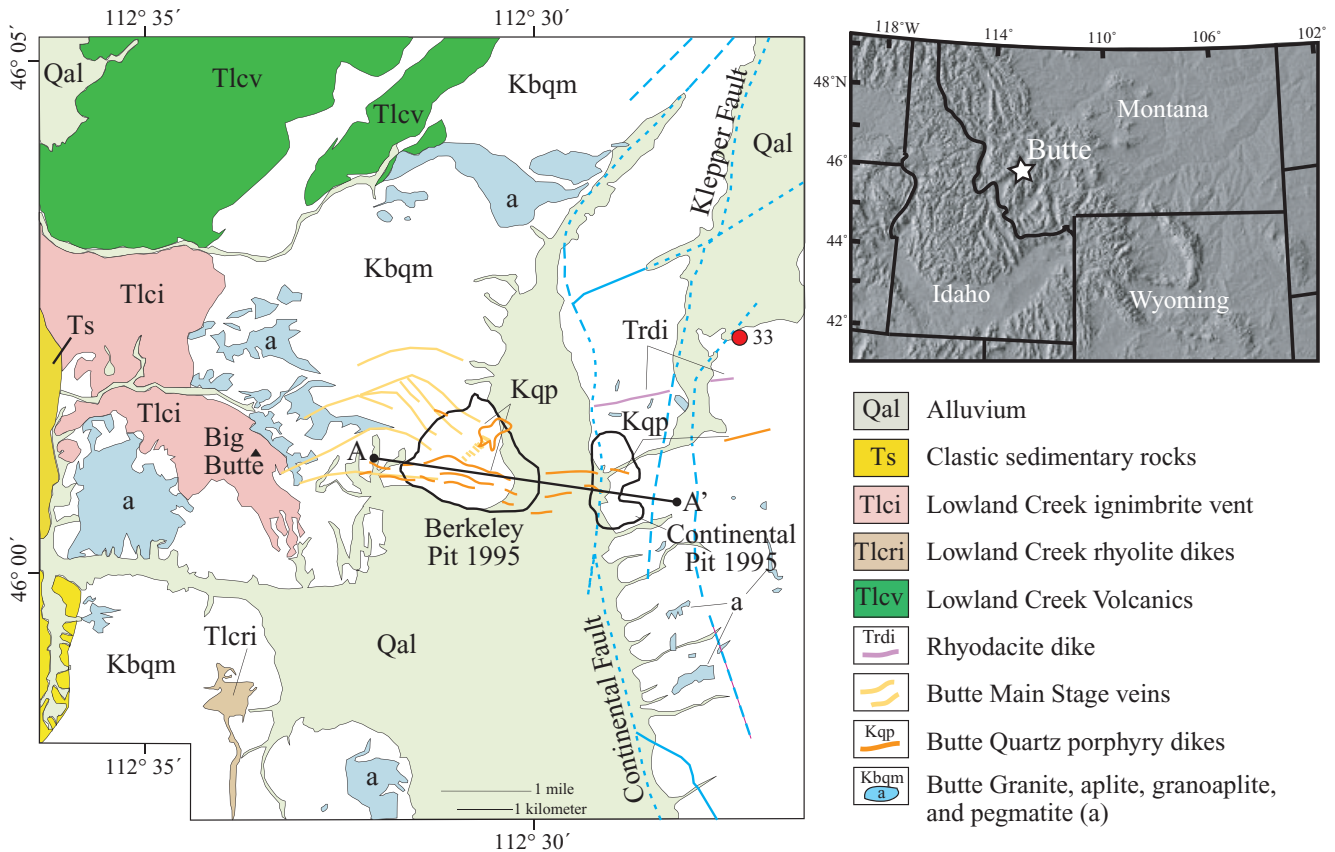 112° 35´
112° 30´
46° 05´
Qal
Tlcv
Tlcv
Kbqm
Klepper Fault
Qal
a
Kbqm
Tlci
Ts
a
Trdi
33
Kqp
Tlci
Big
Butte
A
Kqp
a
A’
Berkeley
Pit 1995
Continental
Pit 1995
46° 00´
a
Tlcri
Kbqm
Qal
Continental Fault
a
1 mile
1 kilometer
112° 35´
112° 30´
118°W
114°
110°
106°
102°
48°N
46°
44°
42°
Montana
Butte
Idaho
Wyoming
Qal Alluvium
Ts Clastic sedimentary rocks
Tlci Lowland Creek ignimbrite vent
Tlcri Lowland Creek rhyolite dikes
Tlcv Lowland Creek Volcanics
Trdi Rhyodacite dike
Butte Main Stage veins
Kqp Butte Quartz porphyry dikes
Kbqm Butte Granite, aplite, granoaplite,
a and pegmatite (a)